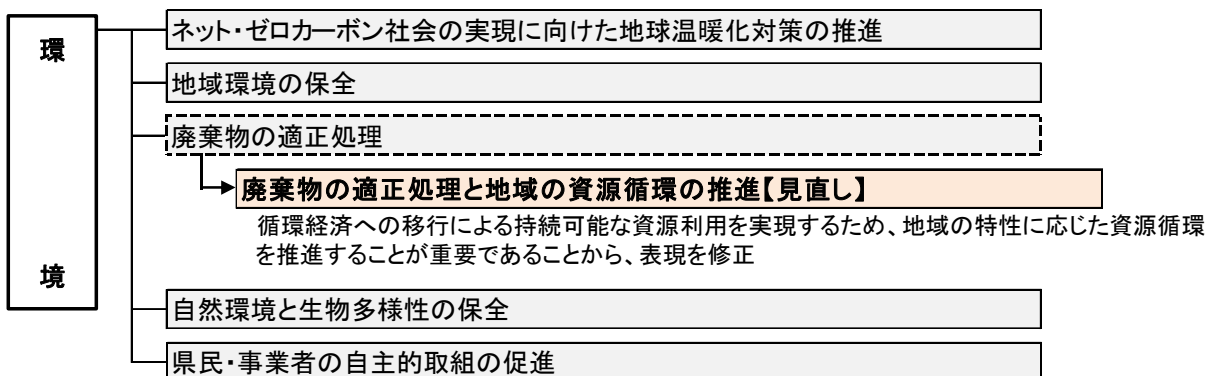 環境
ネット・ゼロカーボン社会の実現に向けた地球温暖化対策の推進
地域環境の保全
廃棄物の適正処理
廃棄物の適正処理と地域の資源循環の推進【見直し】
循環経済への移行による持続可能な資源利用を実現するため、地域の特性に応じた資源循環
を推進することが重要であることから、表現を修正
自然環境と生物多様性の保全
県民・事業者の自主的取組の促進